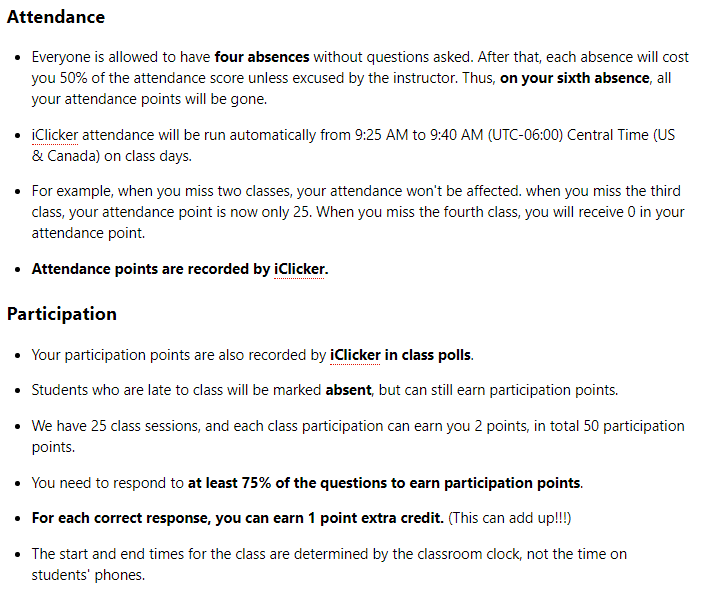 Attendance
• Everyone is allowed to have four absences without questions asked. After that, each absence will cost
you 50% of the attendance score unless excused by the instructor. Thus, on your sixth absence, all
your attendance points will be gone.
• iClicker attendance will be run automatically from 9:25 AM to 9:40 AM (UTC-06:00) Central Time (US
& Canada) on class days.
• For example, when you miss two classes, your attendance won't be affected. when you miss the third
class, your attendance point is now only 25. When you miss the fourth class, you will receive 0 in your
attendance point.
• Attendance points are recorded by iClicker.
Participation
• Your participation points are also recorded by iClicker in class polls.
• Students who are late to class will be marked absent, but can still earn participation points.
• We have 25 class sessions, and each class participation can earn you 2 points, in total 50 participation
points.
• You need to respond to at least 75% of the questions to earn participation points.
• For each correct response, you can earn 1 point extra credit. (This can add up!!!)
• The start and end times for the class are determined by the classroom clock, not the time on
students' phones.